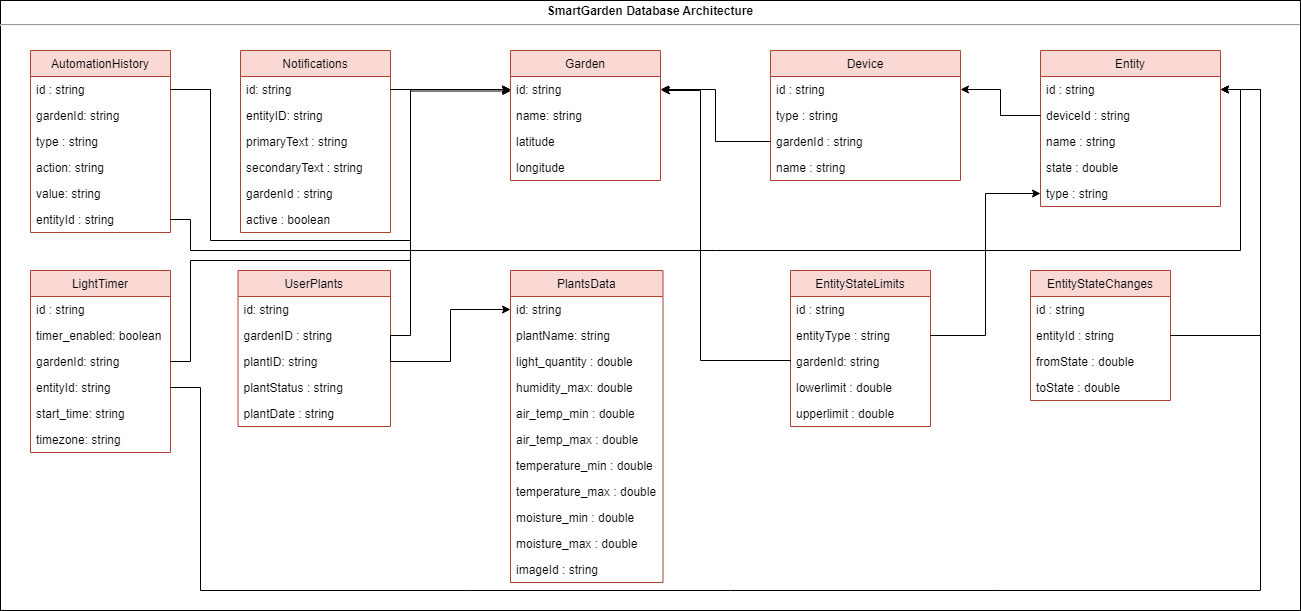 SmartGarden Database Architecture
AutomationHistory
id : string
gardenId: string
type : string
action: string
value: string
entityId : string
Notifications
id: string
entityID: string
primaryText : string
secondaryText : string
gardenId : string
active : boolean
Garden
id: string
name: string
latitude
longitude
Device
id : string
type : string
gardenId : string
name : string
Entity
id : string
deviceId : string
name : string
state : double
type : string
LightTimer
id : string
timer_enabled: boolean
gardenId: string
entityId: string
start_time: string
timezone: string
UserPlants
id: string
gardenID : string
plantID: string
plantStatus : string
plantDate : string
PlantsData
id: string
plantName: string
light_quantity : double
humidity_max: double
air_temp_min : double
air_temp_max : double
temperature_min : double
temperature_max : double
moisture_min : double
moisture_max : double
imageId : string
EntityStateLimits
id : string
entityType : string
gardenId: string
lowerlimit : double
upperlimit : double
EntityStateChanges
id : string
entityId : string
fromState : double
toState : double